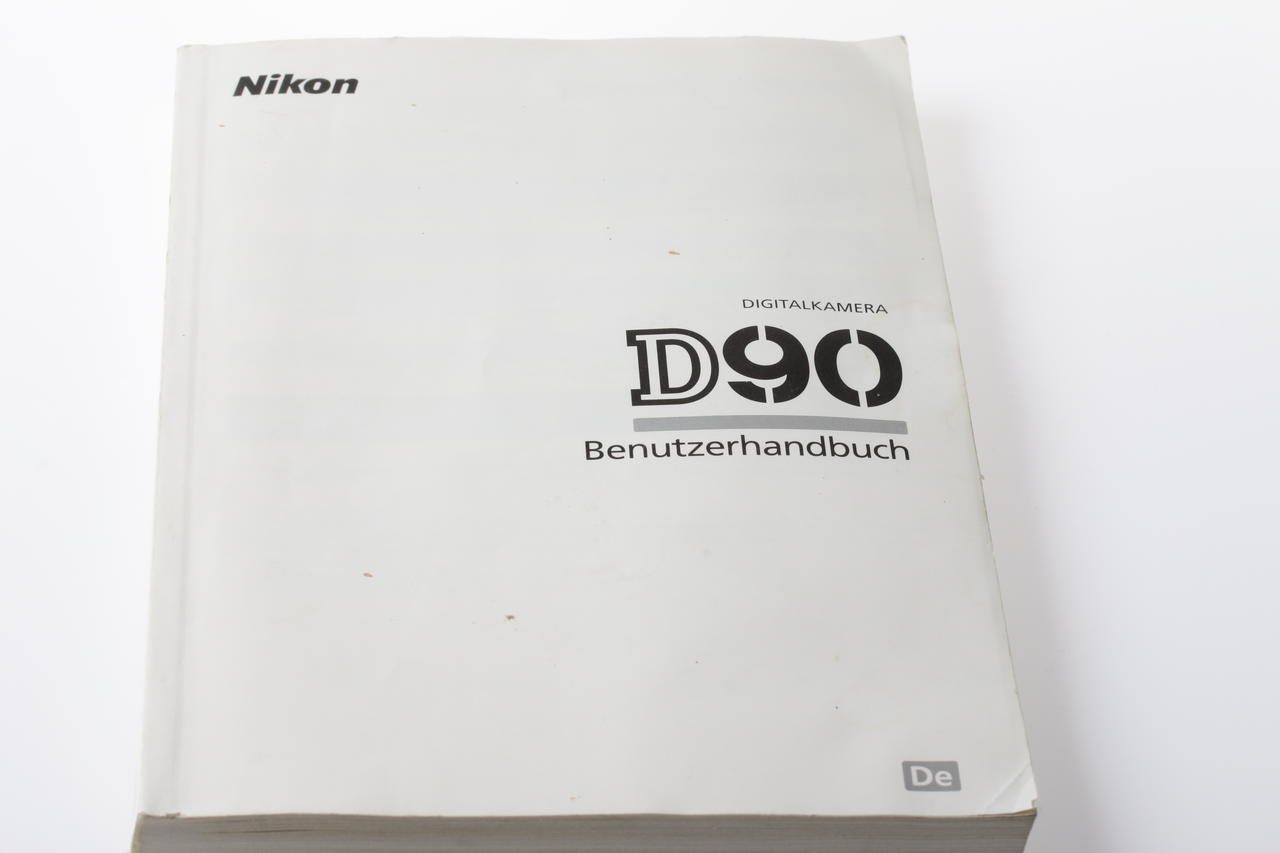 Nikon
DIGITALKAMERA
D90
Benutzerhandbuch
De